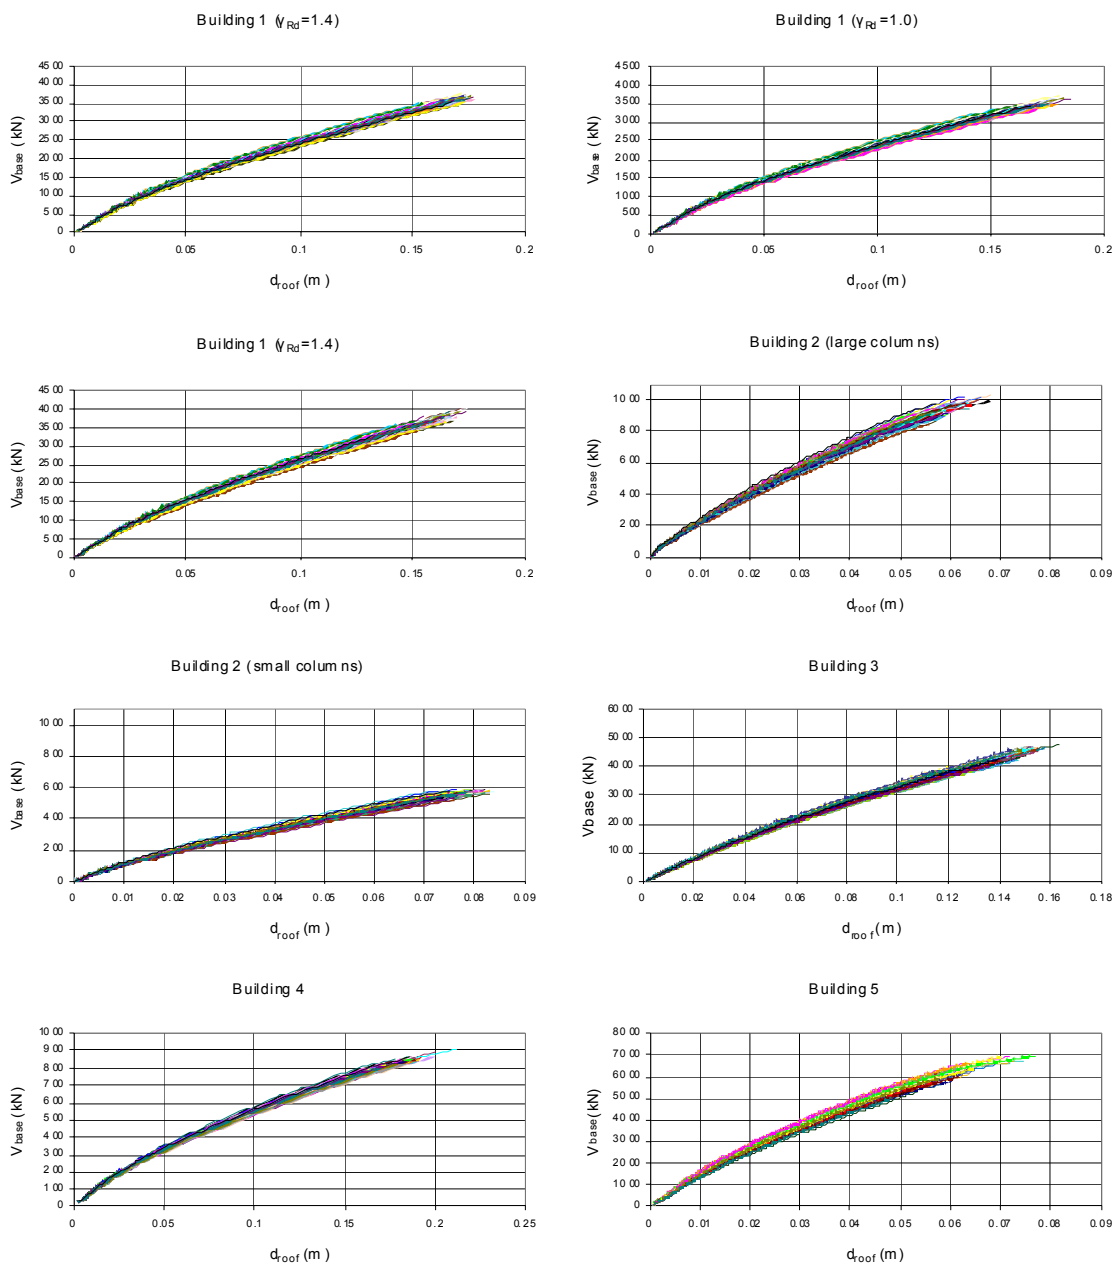 Building 1 (γRd=1.4)
4500
4000
3500
3000
2500
2000
1500
1000
500
0
Vbase (kN)
0 0.05 0.1 0.15 0.2
droof (m)
Building 1 (γRd=1.0)
4500
4000
3500
3000
2500
2000
1500
1000
500
0
Vbase (kN)
0 0.05 0.1 0.15 0.2
droof (m)
Building 1 (γRd=1.4)
4500
4000
3500
3000
2500
2000
1500
1000
500
0
Vbase (kN)
0 0.05 0.1 0.15 0.2
droof (m)
Building 2 (large columns)
1000
800
600
400
200
0
Vbase (kN)
0 0.01 0.02 0.03 0.04 0.05 0.06 0.07 0.08 0.09
droof (m)
Building 2 (small columns)
1000
800
600
400
200
0
Vbase (kN)
0 0.01 0.02 0.03 0.04 0.05 0.06 0.07 0.08 0.09
droof (m)
Building 3
6000
5000
4000
3000
2000
1000
0
Vbase (kN)
0 0.02 0.04 0.06 0.08 0.1 0.12 0.14 0.16 0.18
droof (m)
Building 4
1000
900
800
700
600
500
400
300
200
100
0
Vbase (kN)
0 0.05 0.1 0.15 0.2 0.25
droof (m)
Building 5
8000
7000
6000
5000
4000
3000
2000
1000
0
Vbase (kN)
0 0.01 0.02 0.03 0.04 0.05 0.06 0.07 0.08 0.09
droof (m)